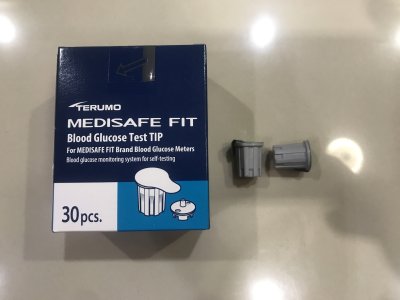 TERUMO
MEDISAFE FIT
Blood Glucose Test TIP
For MEDISAFE FIT Brand Blood Glucose Meters
Blood glucose monitoring system for self-testing
30pcs.